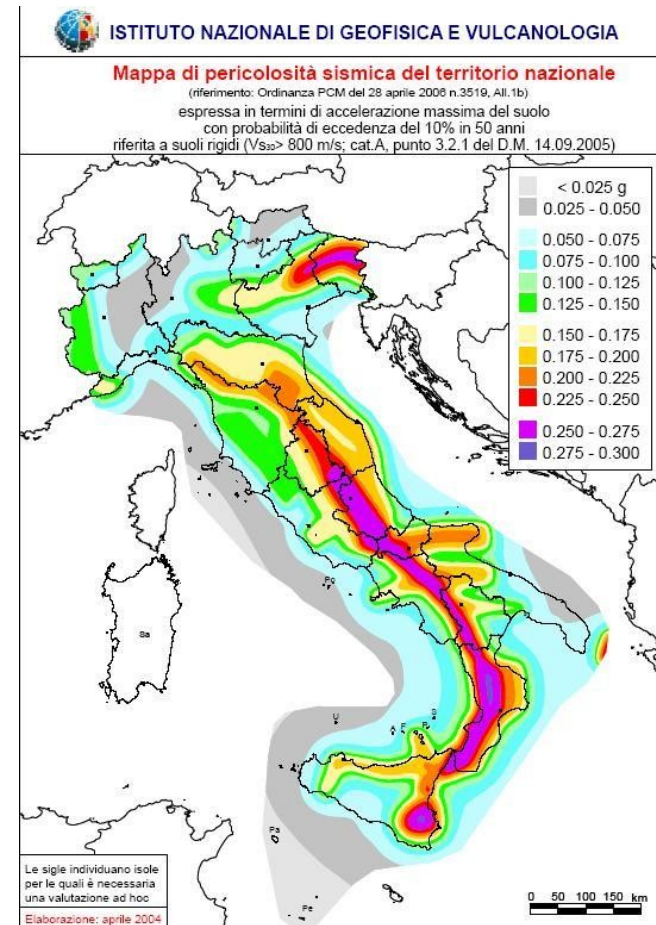 ISTITUTO NAZIONALE DI GEOFISICA E VULCANOLOGIA
Mappa di pericolosità sismica del territorio nazionale
(riferimento: Ordinanza PCM del 28 aprile 2006 n.3519, All.1b)
espressa in termini di accelerazione massima del suolo
con probabilità di eccedenza del 10% in 50 anni
riferita a suoli rigidi (Vs₃₀> 800 m/s; cat.A, punto 3.2.1 del D.M. 14.09.2005)
< 0.025 g
0.025 - 0.050
0.050 - 0.075
0.075 - 0.100
0.100 - 0.125
0.125 - 0.150
0.150 - 0.175
0.175 - 0.200
0.200 - 0.225
0.225 - 0.250
0.250 - 0.275
0.275 - 0.300
Po
Sa
U
A
F
P
S
Pa
Pe
Le sigle individuano isole
per le quali è necessaria
una valutazione ad hoc
Elaborazione: aprile 2004
0 50 100 150 km